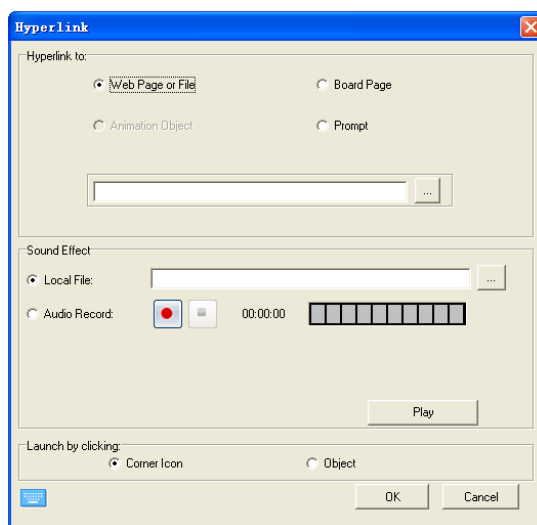 Hyperlink
Hyperlink to:
Web Page or File
Board Page
Animation Object
Prompt
...
Sound Effect
Local File:
...
Audio Record:
00:00:00
Play
Launch by clicking:
Corner Icon
Object
OK
Cancel